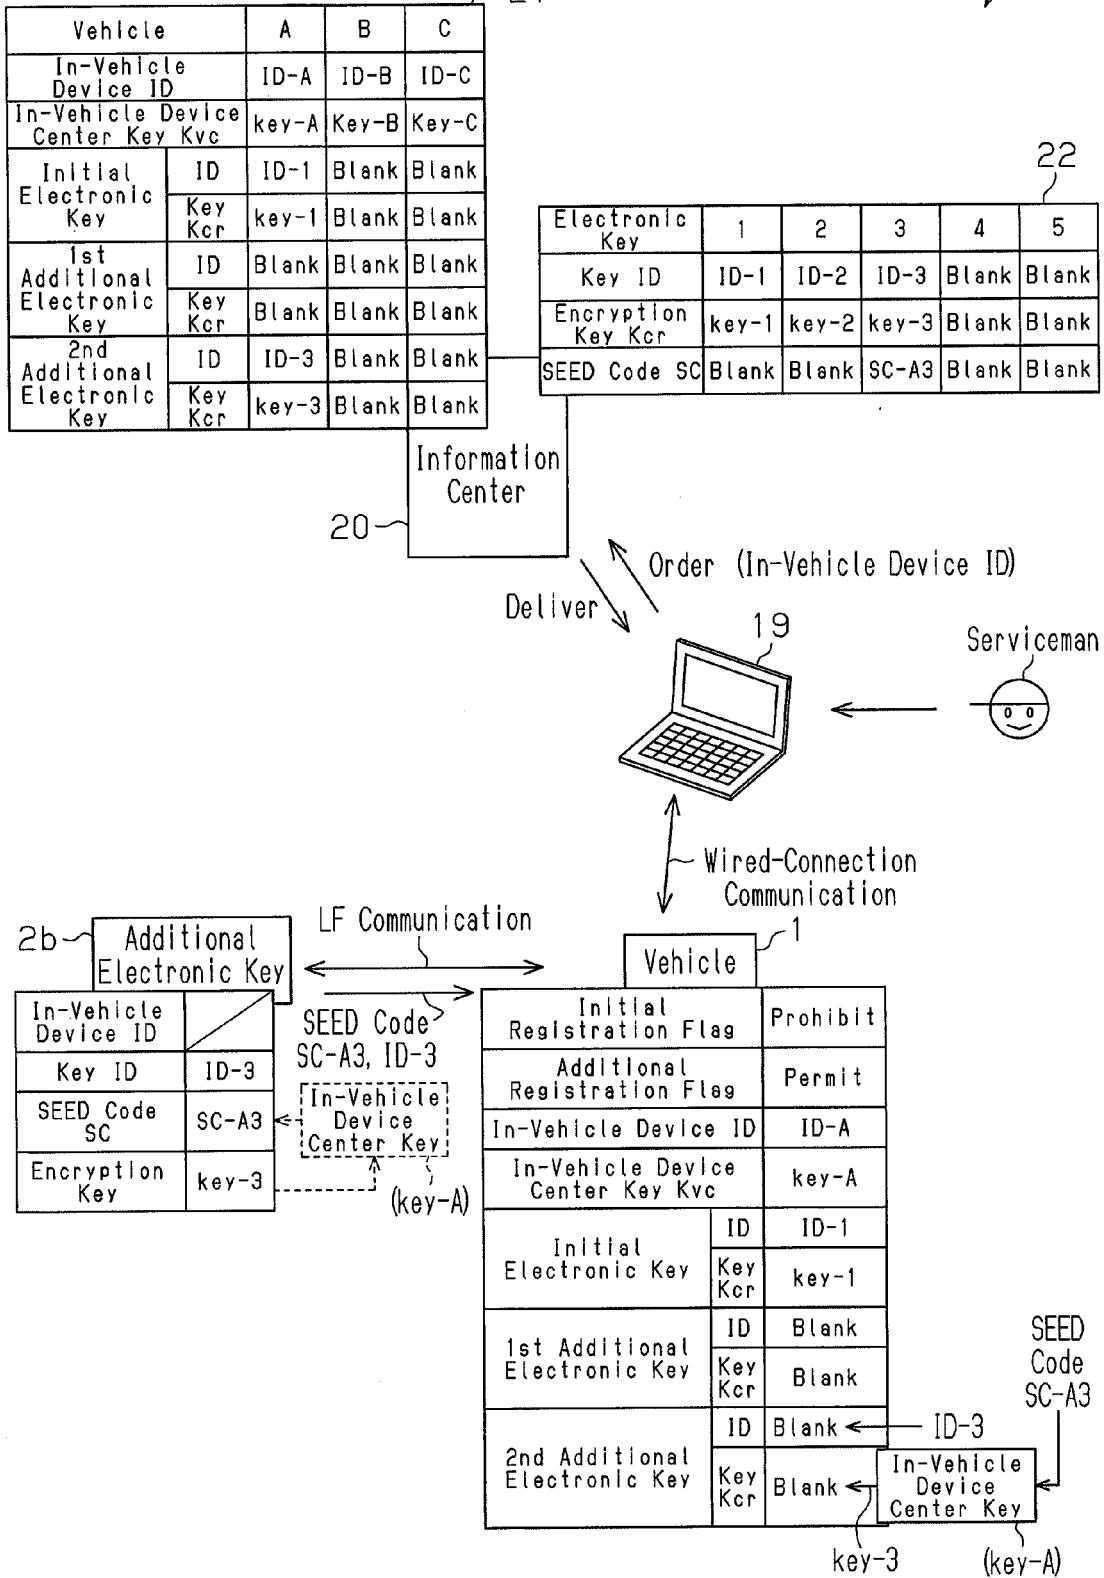 Vehicle A B C
In-Vehicle
Device ID ID-A ID-B ID-C
In-Vehicle Device
Center Key Kvc key-A Key-B Key-C
Initial
Electronic
Key
ID ID-1 Blank Blank
Key
Kcr key-1 Blank Blank
1st
Additional
Electronic
Key
ID Blank Blank Blank
Key
Kcr Blank Blank Blank
2nd
Additional
Electronic
Key
ID ID-3 Blank Blank
Key
Kcr key-3 Blank Blank
22
Electronic
Key 1 2 3 4 5
Key ID ID-1 ID-2 ID-3 Blank Blank
Encryption
Key Kcr key-1 key-2 key-3 Blank Blank
SEED Code SC Blank Blank SC-A3 Blank Blank
Information
Center
20
Order (In-Vehicle Device ID)
Deliver
19
Serviceman
Wired-Connection
Communication
LF Communication
2b
Additional
Electronic Key
In-Vehicle
Device ID
Key ID ID-3
SEED Code
SC SC-A3
Encryption
Key key-3
SEED Code
SC-A3, ID-3
In-Vehicle
Device
Center Key
(key-A)
1
Vehicle
Initial
Registration Flag Prohibit
Additional
Registration Flag Permit
In-Vehicle Device ID ID-A
In-Vehicle Device
Center Key Kvc key-A
Initial
Electronic Key
ID ID-1
Key
Kcr key-1
1st Additional
Electronic Key
ID Blank
Key
Kcr Blank
2nd Additional
Electronic Key
ID Blank
ID-3
Key
Kcr Blank
SEED
Code
SC-A3
In-Vehicle
Device
Center Key
key-3
(key-A)